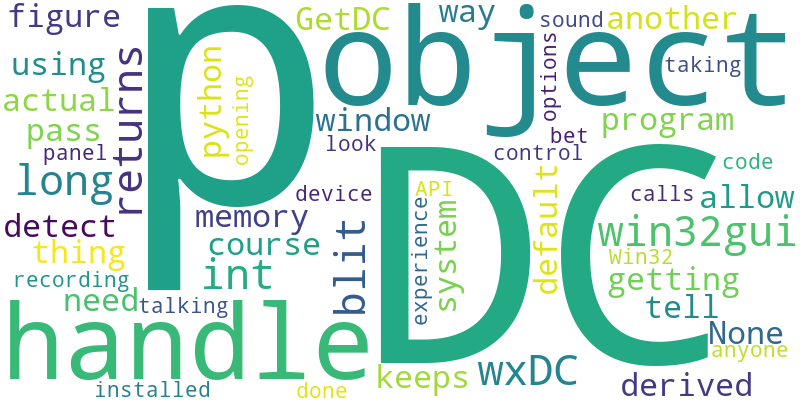 figure
p
GetDC
way
object
sound
another
using
returns
python
opening
options
taking
actual
window
program
pass
bet
look
panel
control
DC
code
long
device
API
default
calls
allow
detect
memory
experience
system
win32gui
thing
course
blit
Win32
recording
int
getting
need
talking
tell
handle
None
anyone
wxDC
keeps
derived
installed
done